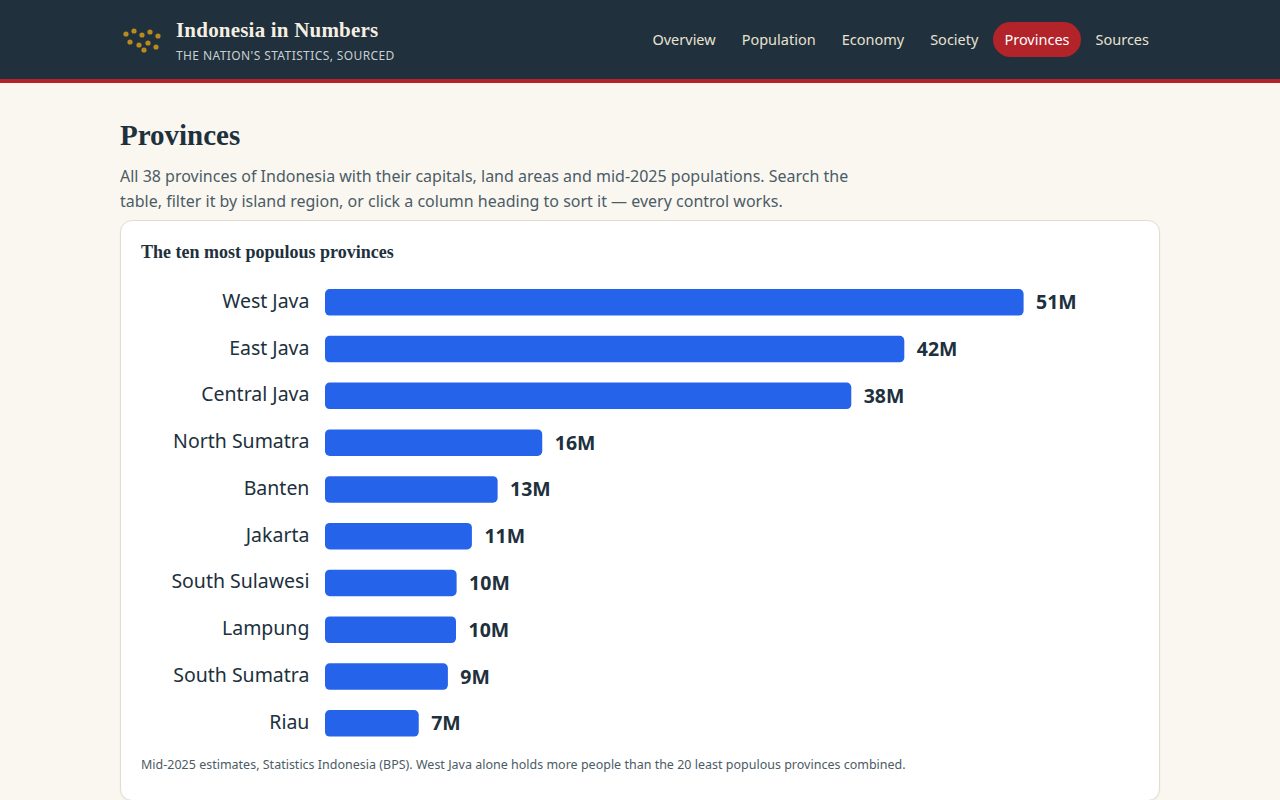 Indonesia in Numbers
THE NATION'S STATISTICS, SOURCED
Overview Population Economy Society Provinces Sources
Provinces
All 38 provinces of Indonesia with their capitals, land areas and mid-2025 populations. Search the
table, filter it by island region, or click a column heading to sort it — every control works.
The ten most populous provinces
West Java 51M
East Java 42M
Central Java 38M
North Sumatra 16M
Banten 13M
Jakarta 11M
South Sulawesi 10M
Lampung 10M
South Sumatra 9M
Riau 7M
Mid-2025 estimates, Statistics Indonesia (BPS). West Java alone holds more people than the 20 least populous provinces combined.